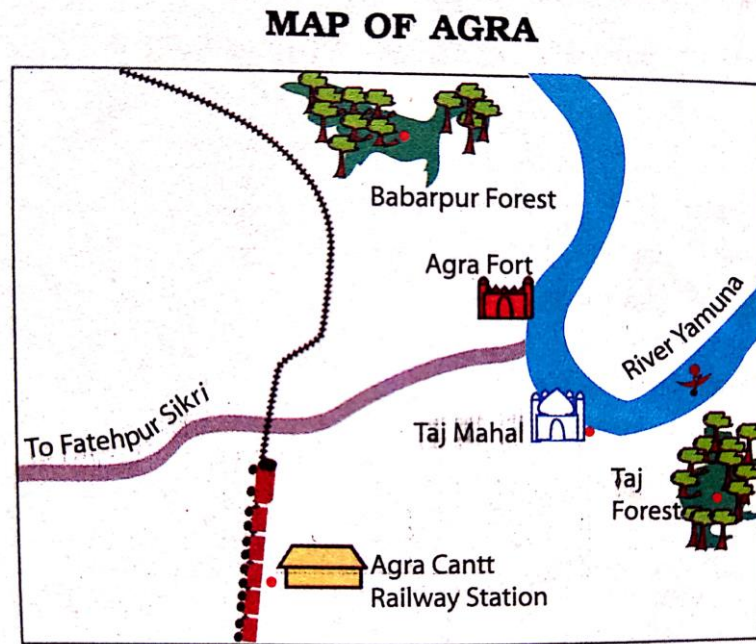 MAP OF AGRA
Babarpur Forest
Agra Fort
River Yamuna
To Fatehpur Sikri
Taj Mahal
Taj
Forest
Agra Cantt
Railway Station